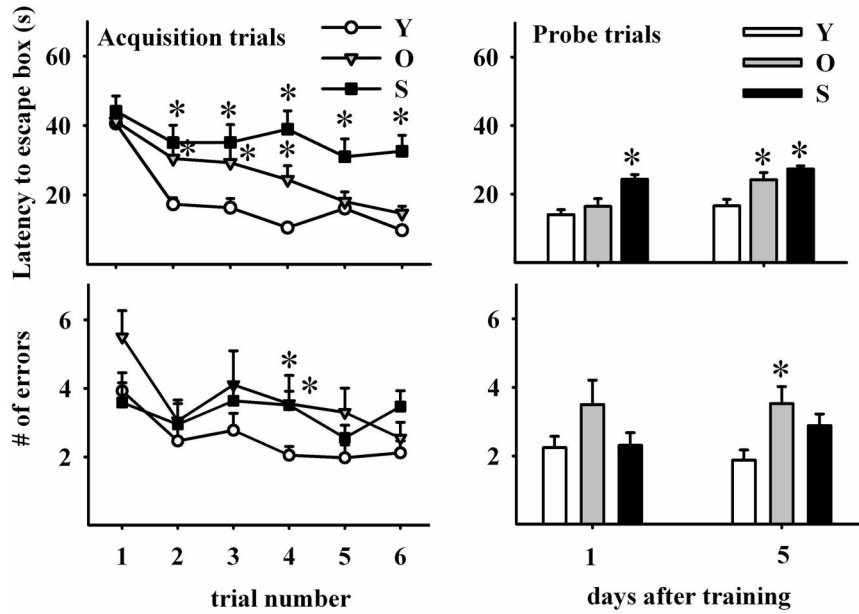 Acquisition trials
Y
O
S
Latency to escape box (s)
60
40
20
* * * * *
* * *
Probe trials
Y
O
S
60
40
20
* * *
# of errors
6
4
2
* *
1 2 3 4 5 6
trial number
6
4
2
*
1 5
days after training